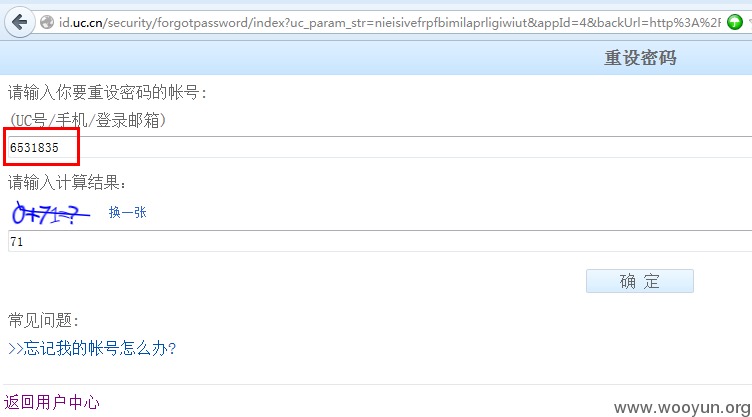 id.uc.cn/security/forgotpassword/index?uc_param_str=nieisivefrpfbimilaprligiwiut&appId=4&backUrl=http%3A%2F
重设密码
请输入你要重设密码的帐号:
(UC号/手机/登录邮箱)
6531835
请输入计算结果:
0+71=? 换一张
71
确 定
常见问题:
>>忘记我的帐号怎么办?
返回用户中心
www.wooyun.org